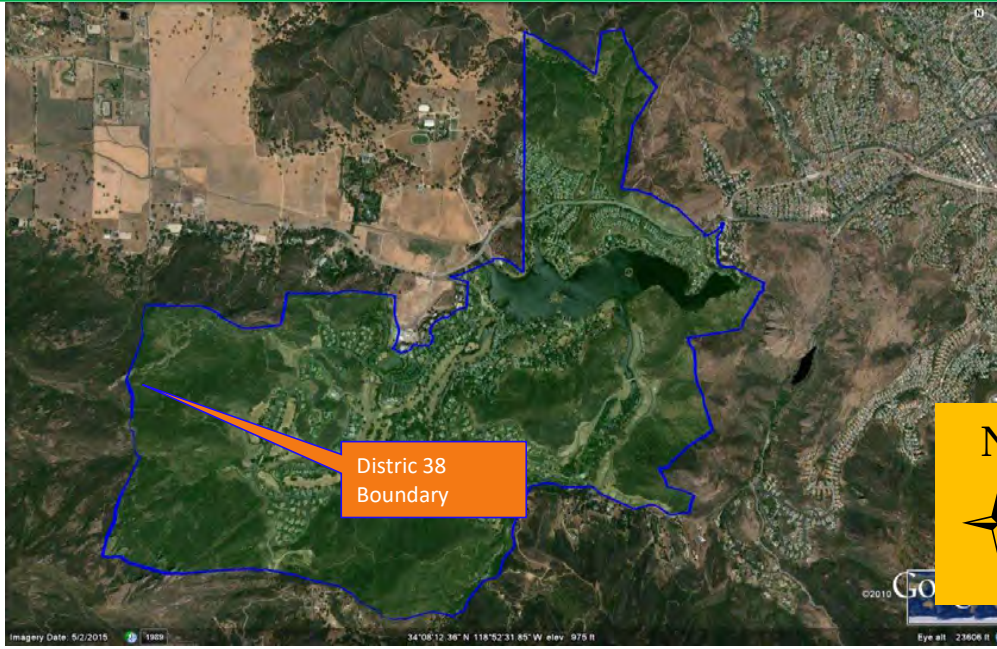 N
Distric 38
Boundary
N
©2010 Go
Imagery Date: 5/2/2015 1989 34°08'12.36" N 118°52'31.85" W elev 975 ft Eye alt 23606 ft